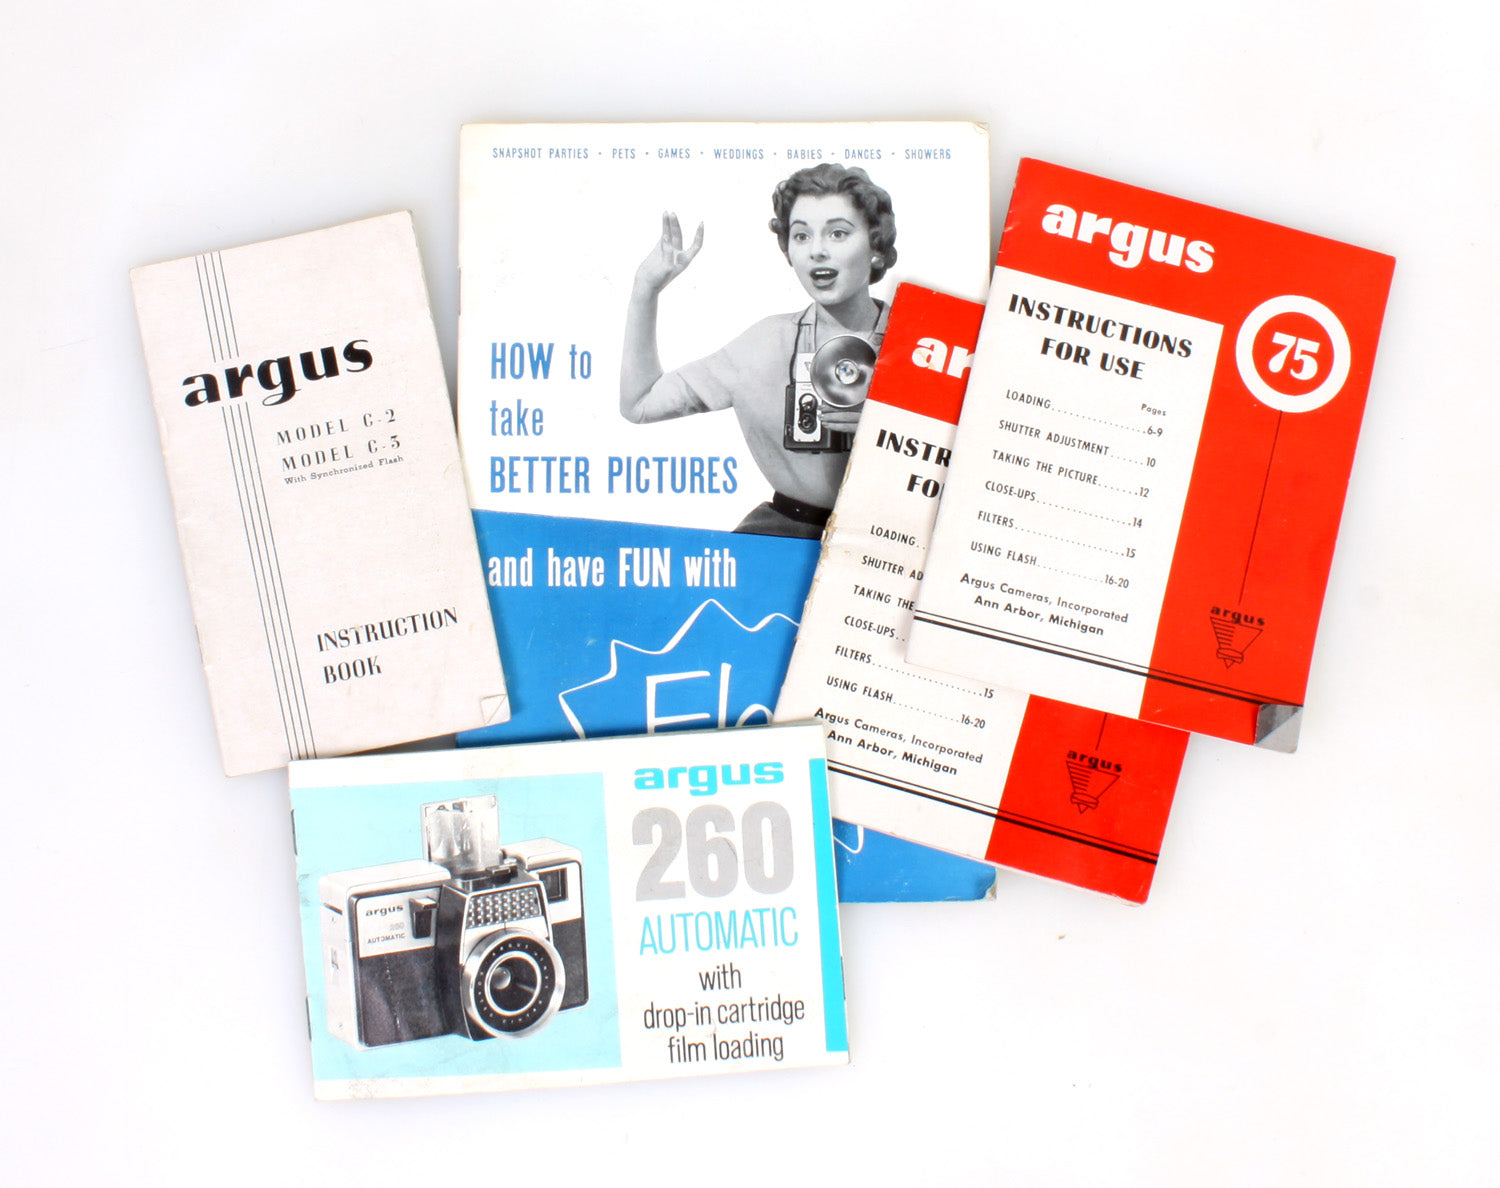 argus
MODEL C-2
MODEL C-3
With Synchronized Flash
INSTRUCTION
BOOK
SNAPSHOT PARTIES • PETS • GAMES • WEDDINGS • BABIES • DANCES • SHOWERS
HOW to
take
BETTER PICTURES
and have FUN with
argus
75
INSTRUCTIONS
FOR USE
Pages
LOADING..............6-9
SHUTTER ADJUSTMENT......10
TAKING THE PICTURE.......12
CLOSE-UPS................14
FILTERS...................15
USING FLASH............16-20
Argus Cameras, Incorporated
Ann Arbor, Michigan
argus
LOADING..
SHUTTER
TAKING THE
CLOSE-UPS..
FILTERS...................15
USING FLASH............16-20
Argus Cameras, Incorporated
Ann Arbor, Michigan
argus
argus
260
AUTOMATIC
with
drop-in cartridge
film loading
argus
260
AUTOMATIC